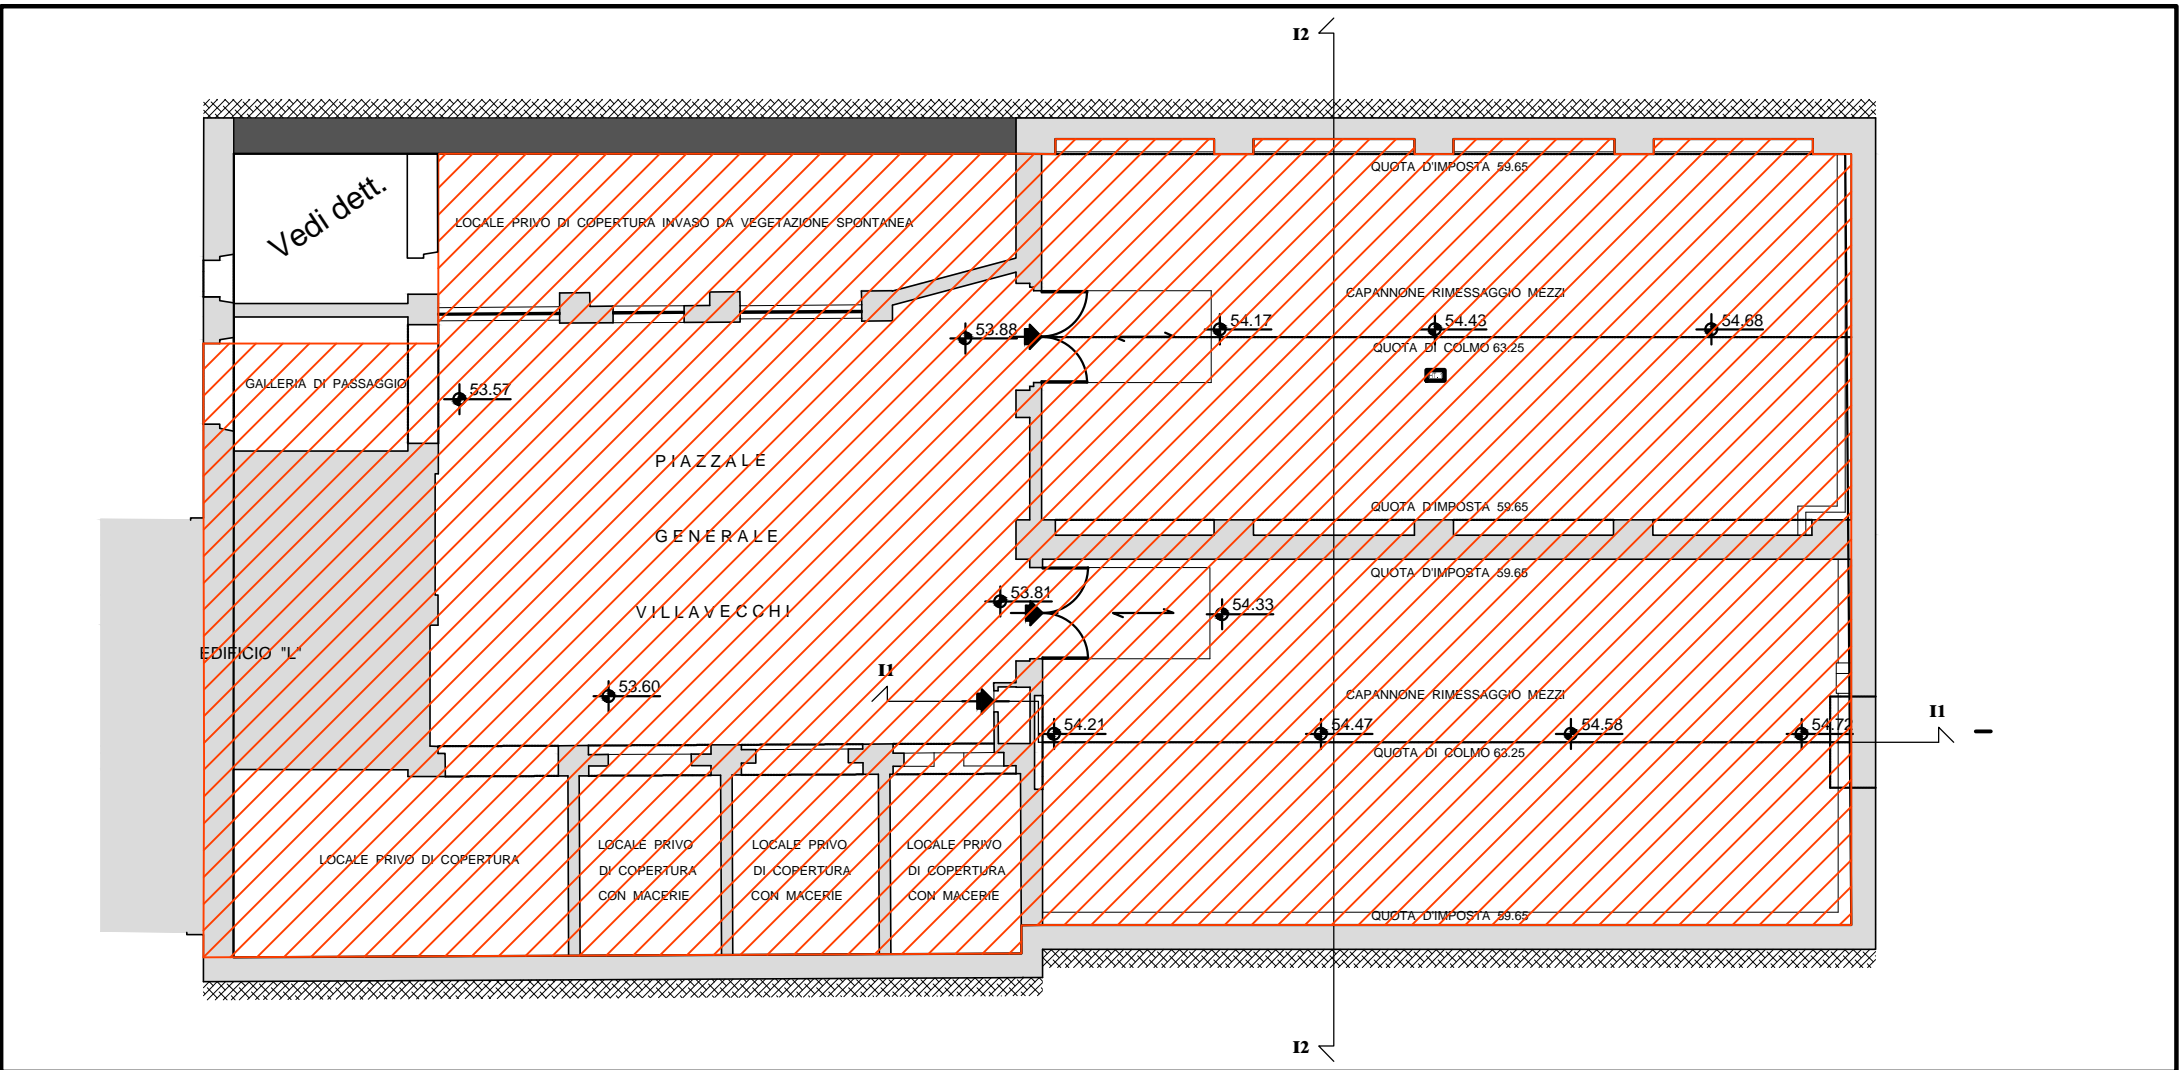 I2
QUOTA D'IMPOSTA 59.65
Vedi dett.
LOCALE PRIVO DI COPERTURA INVASO DA VEGETAZIONE SPONTANEA
CAPANNONE RIMESSAGGIO MEZZI
53.88
54.17
54.43
54.68
QUOTA DI COLMO 63.25
GALLERIA DI PASSAGGIO
53.57
PIAZZALE
GENERALE
VILLAVECCHI
QUOTA D'IMPOSTA 59.65
QUOTA D'IMPOSTA 59.65
53.81
54.33
EDIFICIO "L"
53.60
I1
CAPANNONE RIMESSAGGIO MEZZI
54.21
54.47
54.58
54.72
I1
QUOTA DI COLMO 63.25
LOCALE PRIVO DI COPERTURA
LOCALE PRIVO
DI COPERTURA
CON MACERIE
LOCALE PRIVO
DI COPERTURA
CON MACERIE
LOCALE PRIVO
DI COPERTURA
CON MACERIE
QUOTA D'IMPOSTA 59.65
I2